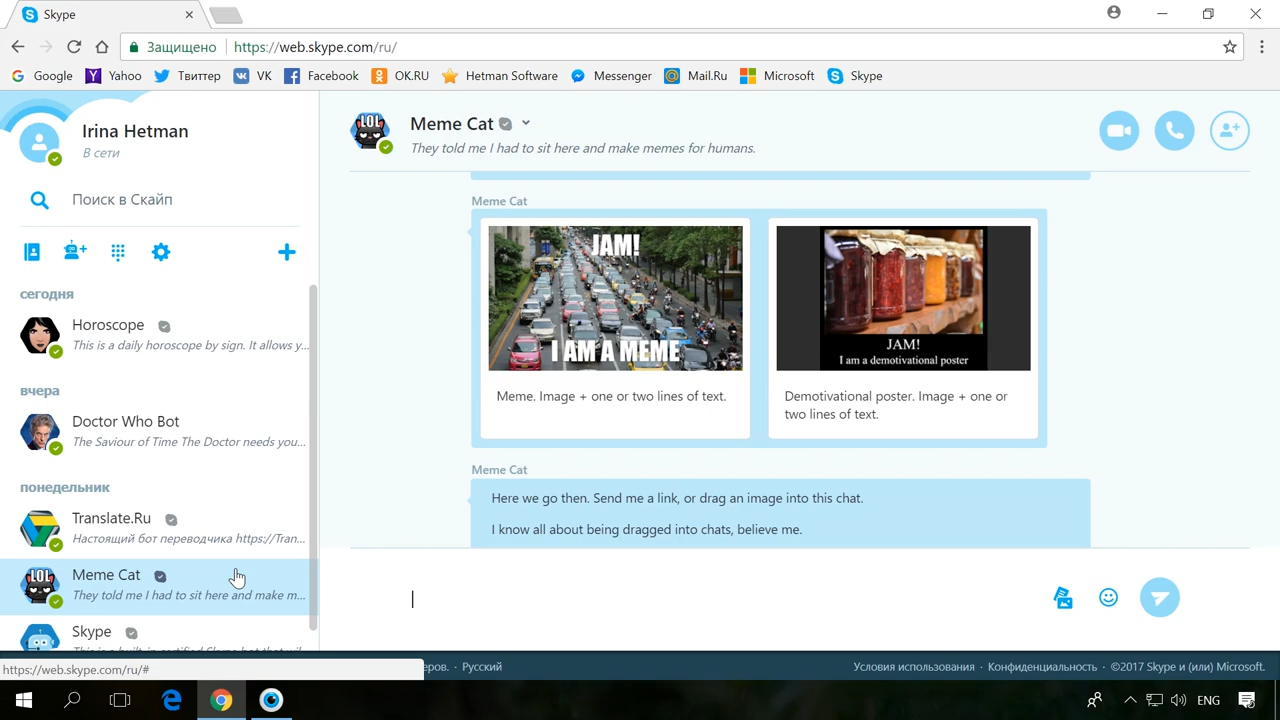 Skype
Защищено
https://web.skype.com/ru/
Google
Yahoo
Твиттер
VK
Facebook
OK.RU
Hetman Software
Messenger
Mail.Ru
Microsoft
Skype
Irina Hetman
В сети
Поиск в Скайп
сегодня
Horoscope
This is a daily horoscope by sign. It allows y...
вчера
Doctor Who Bot
The Saviour of Time The Doctor needs you...
понедельник
Translate.Ru
Настоящий бот переводчика https://Tran...
LOL
Meme Cat
They told me I had to sit here and make m...
Skype
https://web.skype.com/ru/#
LOL
Meme Cat
They told me I had to sit here and make memes for humans.
Meme Cat
JAM!
I AM A MEME
Meme. Image + one or two lines of text.
JAM!
I am a demotivational poster
Demotivational poster. Image + one or
two lines of text.
Meme Cat
Here we go then. Send me a link, or drag an image into this chat.
I know all about being dragged into chats, believe me.
Русский
Условия использования · Конфиденциальность · ©2017 Skype и (или) Microsoft.
ENG